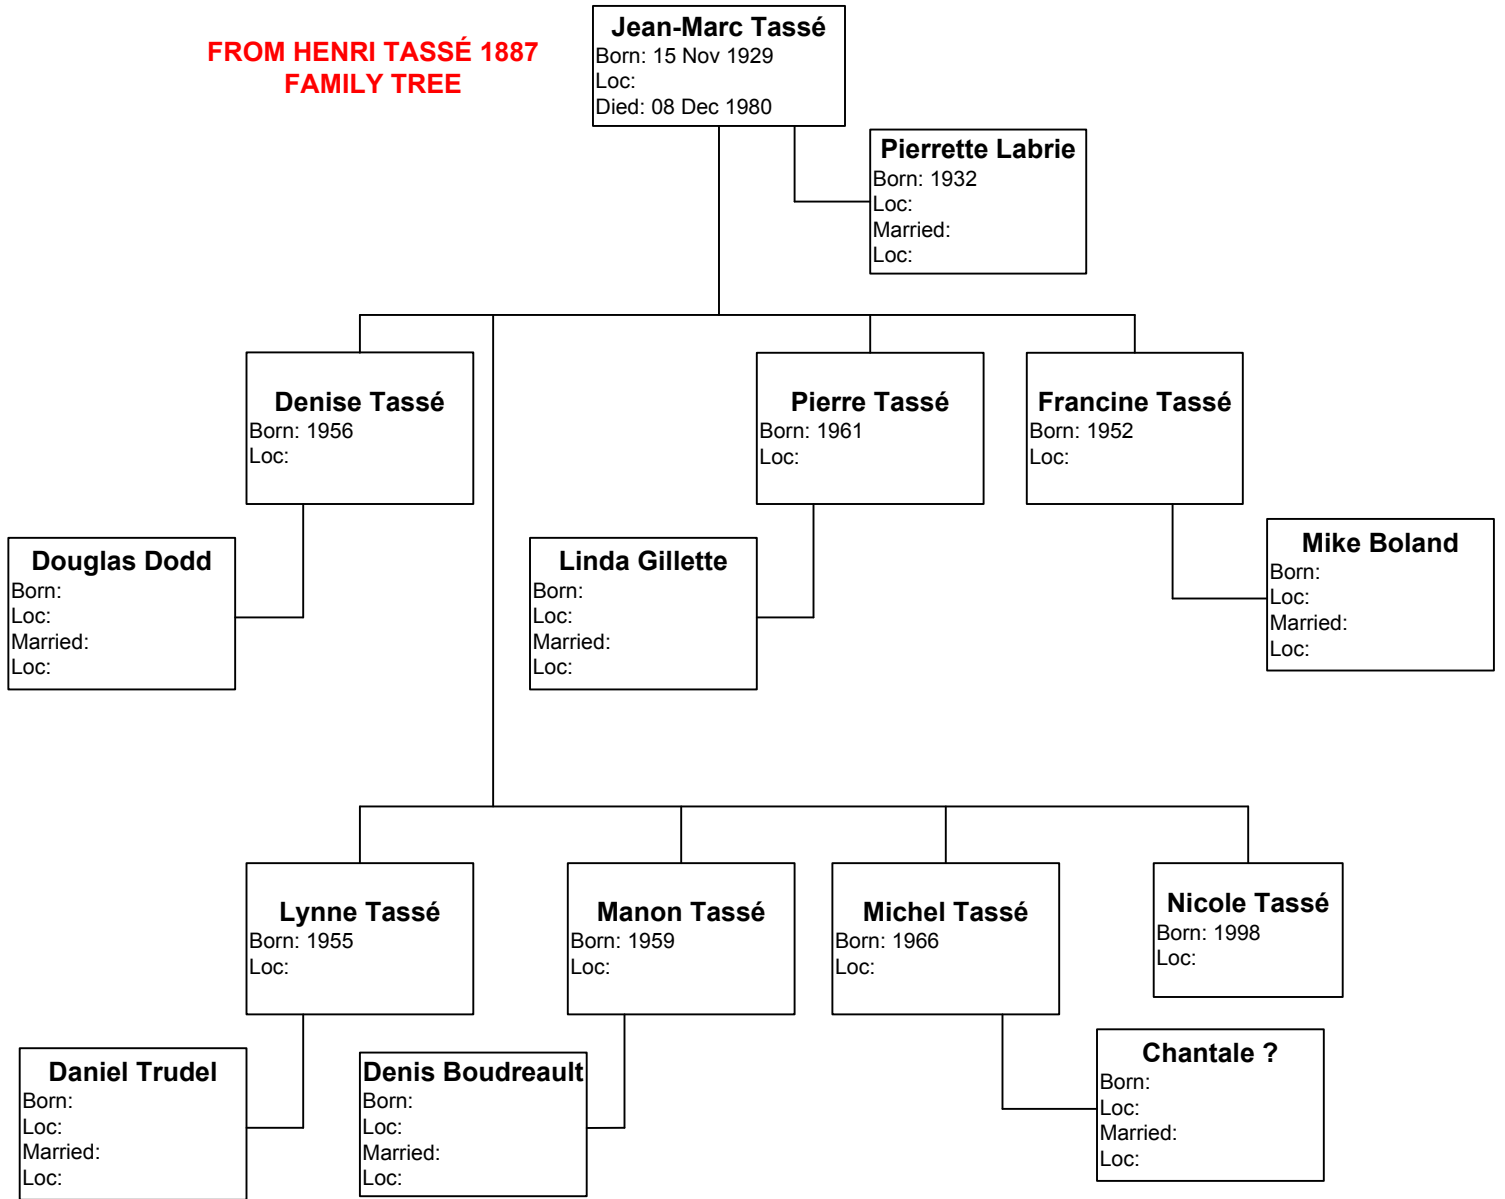 FROM HENRI TASSÉ 1887
FAMILY TREE
Jean-Marc Tassé
Born: 15 Nov 1929
Loc:
Died: 08 Dec 1980
Pierrette Labrie
Born: 1932
Loc:
Married:
Loc:
Denise Tassé
Born: 1956
Loc:
Pierre Tassé
Born: 1961
Loc:
Francine Tassé
Born: 1952
Loc:
Douglas Dodd
Born:
Loc:
Married:
Loc:
Linda Gillette
Born:
Loc:
Married:
Loc:
Mike Boland
Born:
Loc:
Married:
Loc:
Lynne Tassé
Born: 1955
Loc:
Manon Tassé
Born: 1959
Loc:
Michel Tassé
Born: 1966
Loc:
Nicole Tassé
Born: 1998
Loc:
Daniel Trudel
Born:
Loc:
Married:
Loc:
Denis Boudreault
Born:
Loc:
Married:
Loc:
Chantale ?
Born:
Loc:
Married:
Loc: